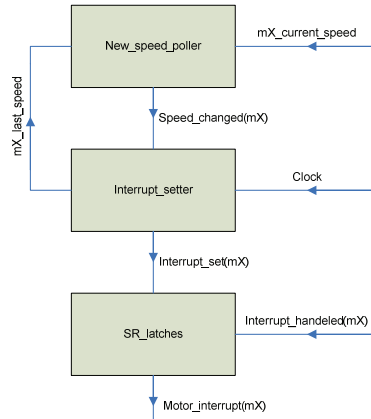 mX_current_speed
New_speed_poller
mX_last_speed
Speed_changed(mX)
Clock
Interrupt_setter
Interrupt_set(mX)
Interrupt_handeled(mX)
SR_latches
Motor_interrupt(mX)